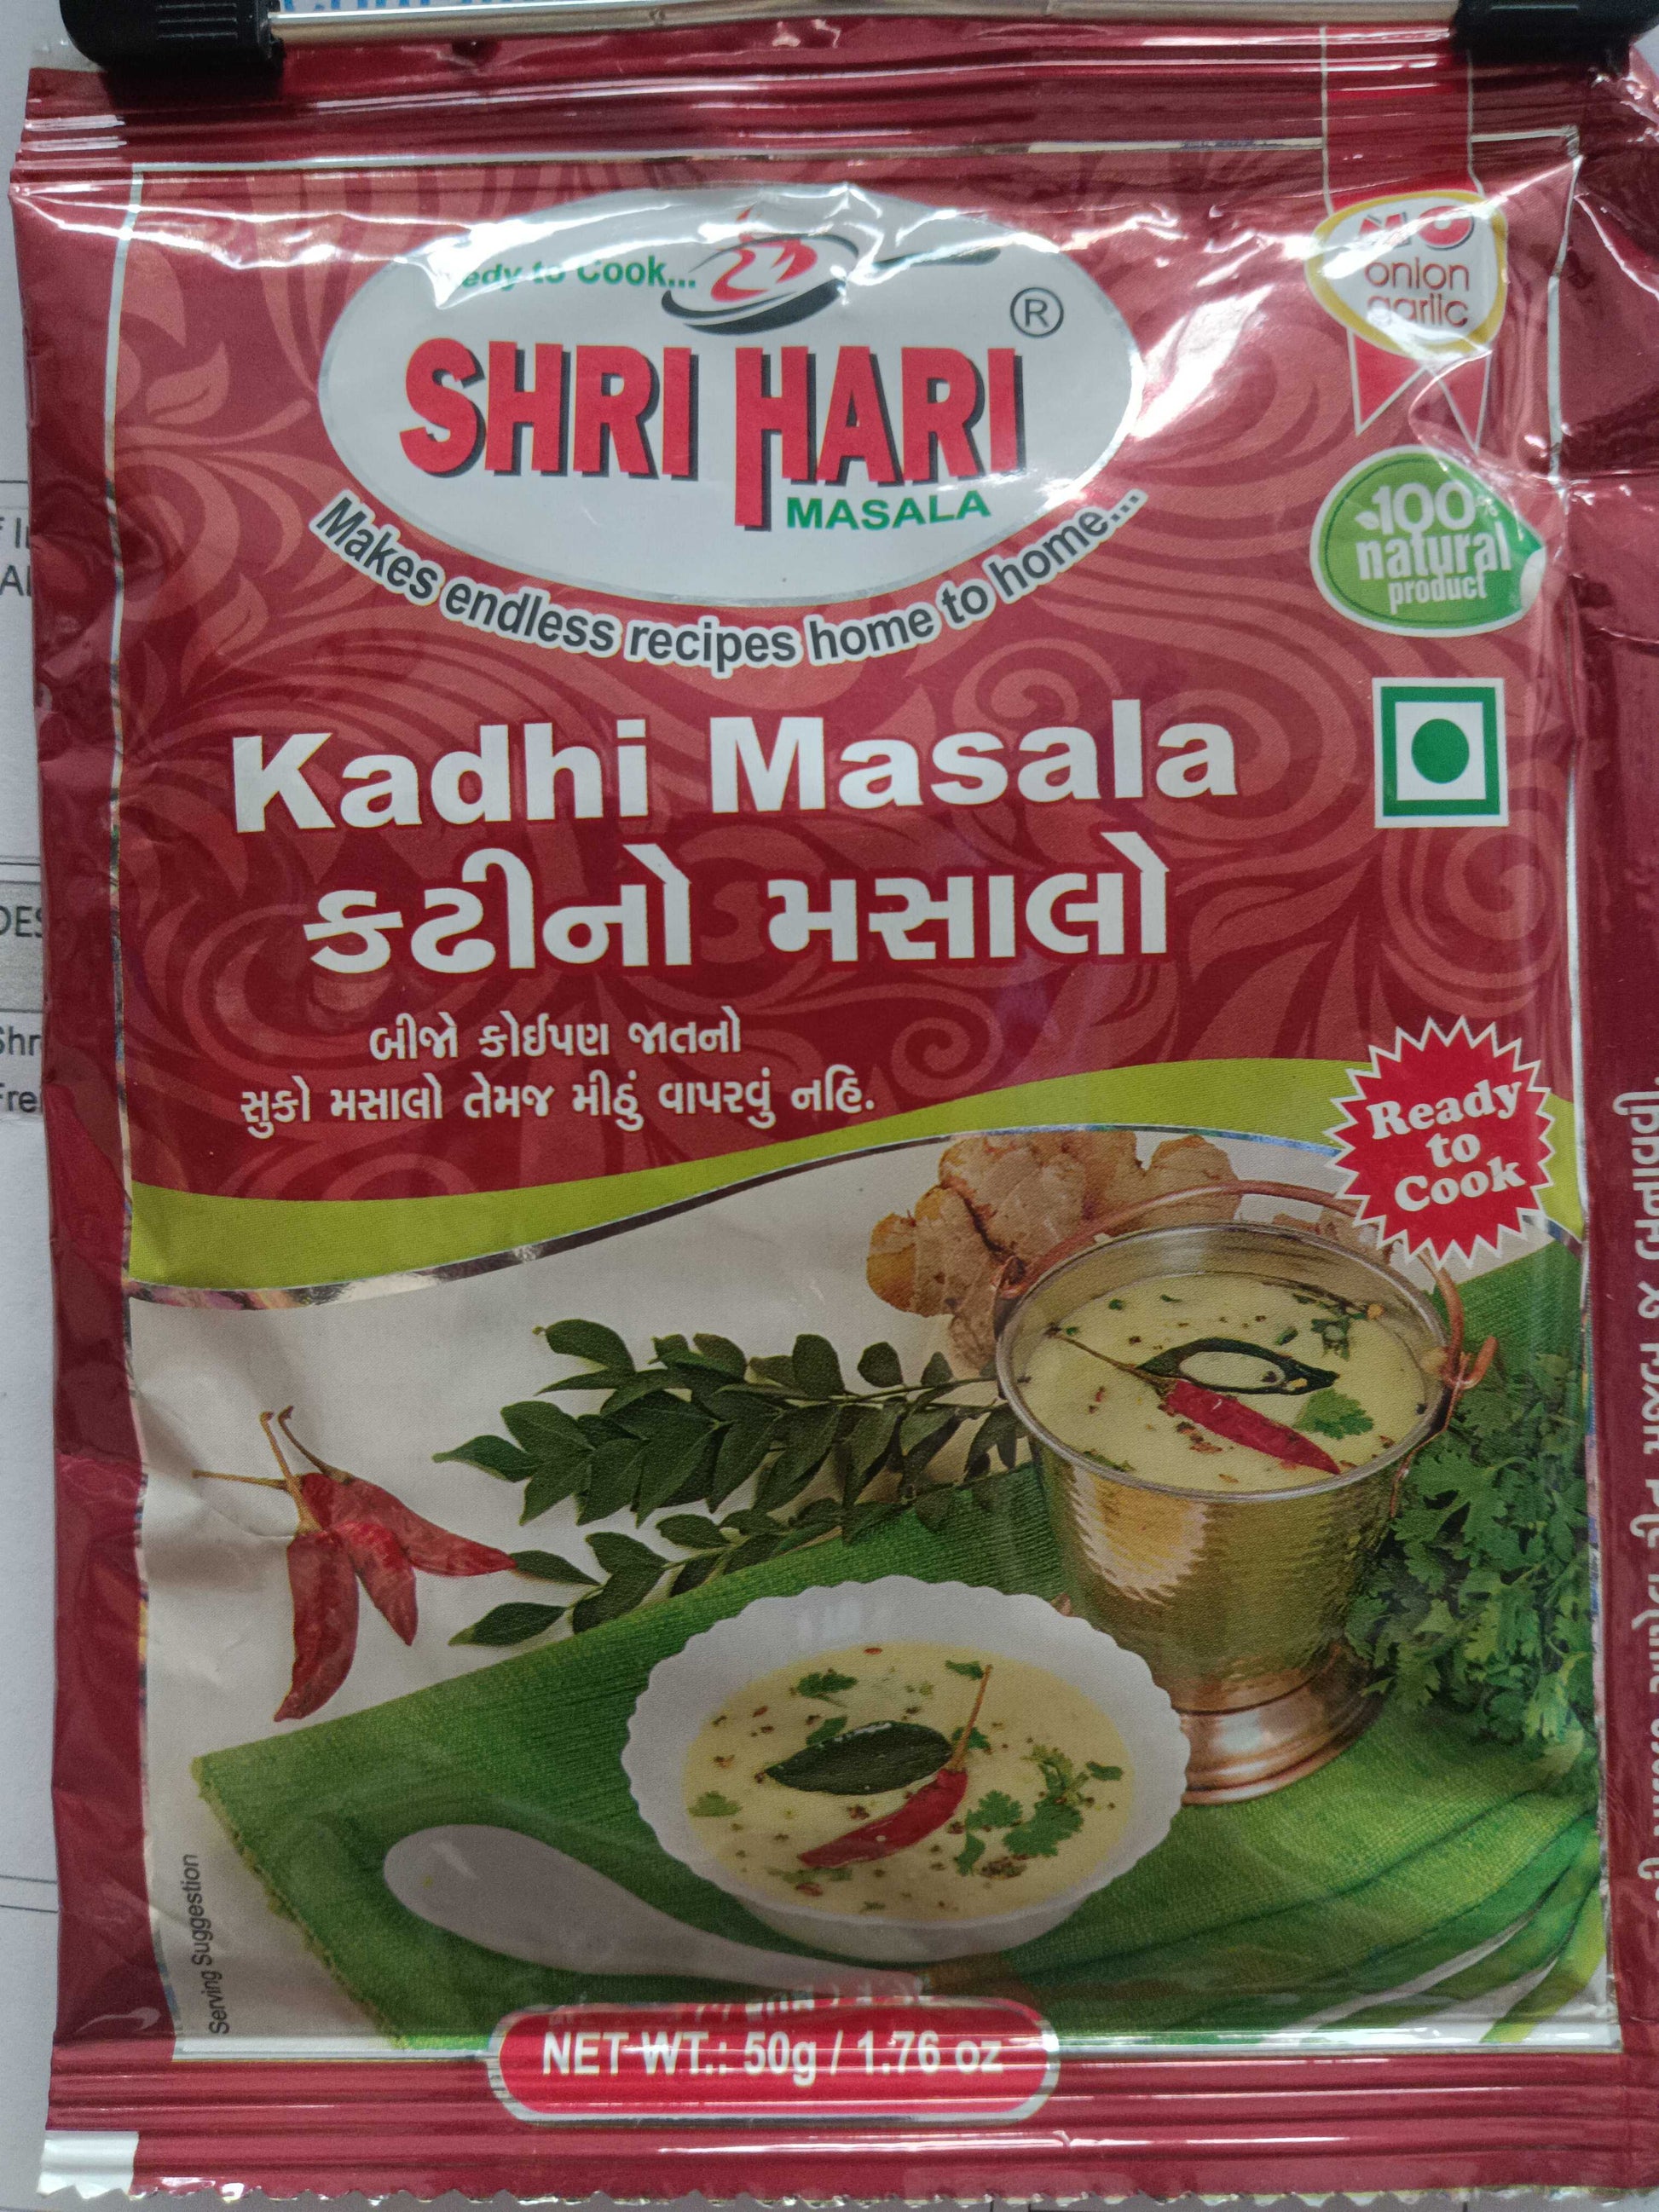 to Cook...
SHRI HARI
®
MASALA
Makes endless recipes home to home...
onion
garlic
100%
natural
product
Kadhi Masala
કઢીનો મસાલો
બીજો કોઈપણ જાતનો
સુકો મસાલો તેમજ મીઠું વાપરવું નહિ.
Ready
to
Cook
Serving Suggestion
NET WT.: 50g / 1.76 oz